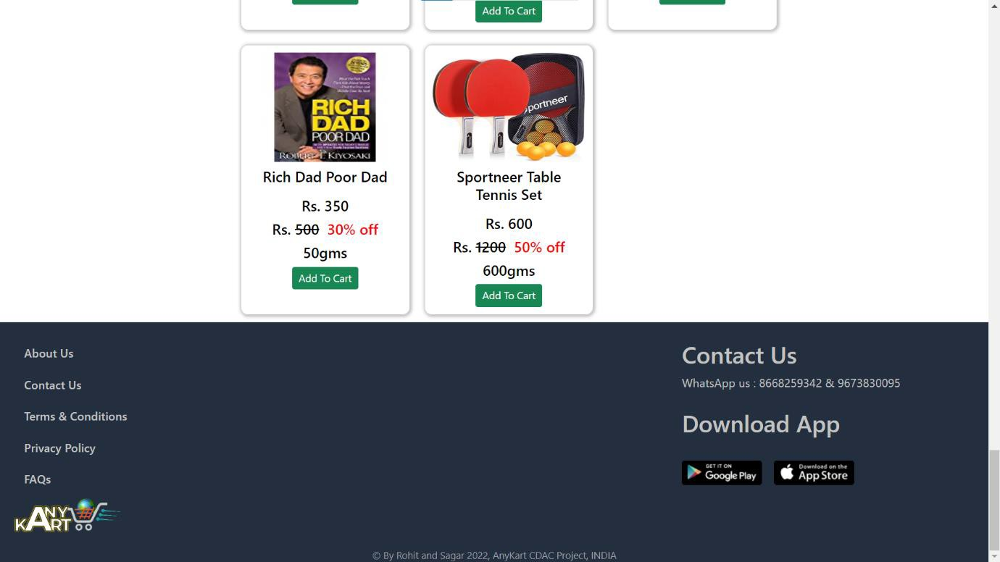 Add To Cart
RICH
DAD
POOR DAD
ROBERT T. KIYOSAKI
Rich Dad Poor Dad
Rs. 350
Rs. 500 30% off
50gms
Add To Cart
Sportneer
Sportneer Table
Tennis Set
Rs. 600
Rs. 1200 50% off
600gms
Add To Cart
About Us
Contact Us
Terms & Conditions
Privacy Policy
FAQs
ANY
KART
Contact Us
WhatsApp us : 8668259342 & 9673830095
Download App
GET IT ON
Google Play
Download on the
App Store
© By Rohit and Sagar 2022, AnyKart CDAC Project, INDIA